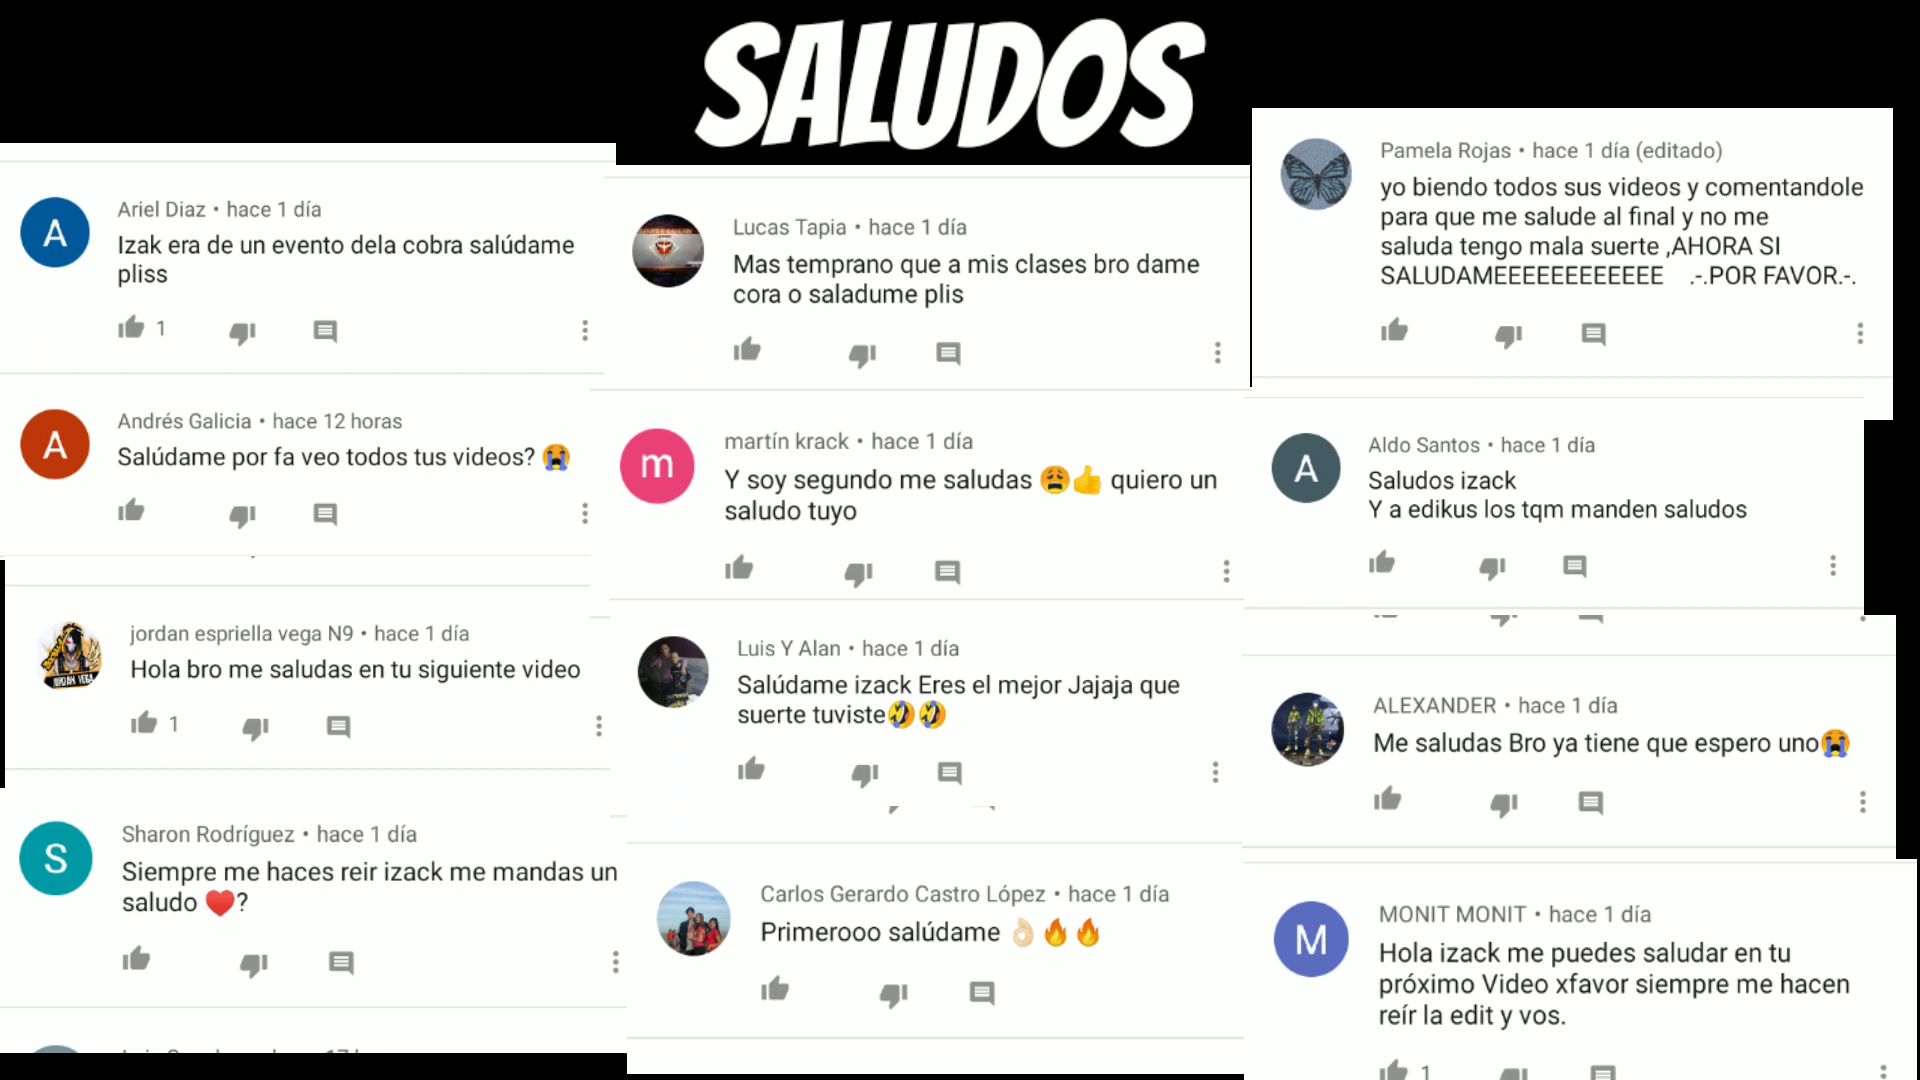 SALUDOS
A
Ariel Diaz • hace 1 día
Izak era de un evento dela cobra salúdame
pliss
1
A
Andrés Galicia • hace 12 horas
Salúdame por fa veo todos tus videos? 😭
jordan espriella vega N9 • hace 1 día
Hola bro me saludas en tu siguiente video
1
S
Sharon Rodríguez • hace 1 día
Siempre me haces reir izack me mandas un
saludo ♥️?
Lucas Tapia • hace 1 día
Mas temprano que a mis clases bro dame
cora o saladume plis
m
martín krack • hace 1 día
Y soy segundo me saludas 😩👍 quiero un
saludo tuyo
Luis Y Alan • hace 1 día
Salúdame izack Eres el mejor Jajaja que
suerte tuviste🤣🤣
Carlos Gerardo Castro López • hace 1 día
Primerooo salúdame 👌🏻🔥🔥
Pamela Rojas • hace 1 día (editado)
yo biendo todos sus videos y comentandole
para que me salude al final y no me
saluda tengo mala suerte ,AHORA SI
SALUDAMEEEEEEEEEEEE .-.POR FAVOR.-.
A
Aldo Santos • hace 1 día
Saludos izack
Y a edikus los tqm manden saludos
ALEXANDER • hace 1 día
Me saludas Bro ya tiene que espero uno😭
M
MONIT MONIT • hace 1 día
Hola izack me puedes saludar en tu
próximo Video xfavor siempre me hacen
reír la edit y vos.
1